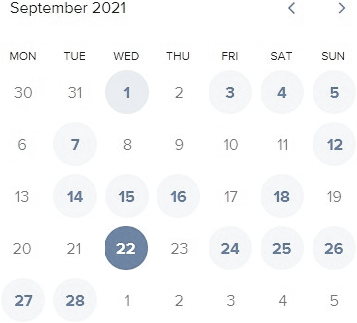 September 2021
MON TUE WED THU FRI SAT SUN
30 31 1 2 3 4 5
6 7 8 9 10 11 12
13 14 15 16 17 18 19
20 21 22 23 24 25 26
27 28 1 2 3 4 5